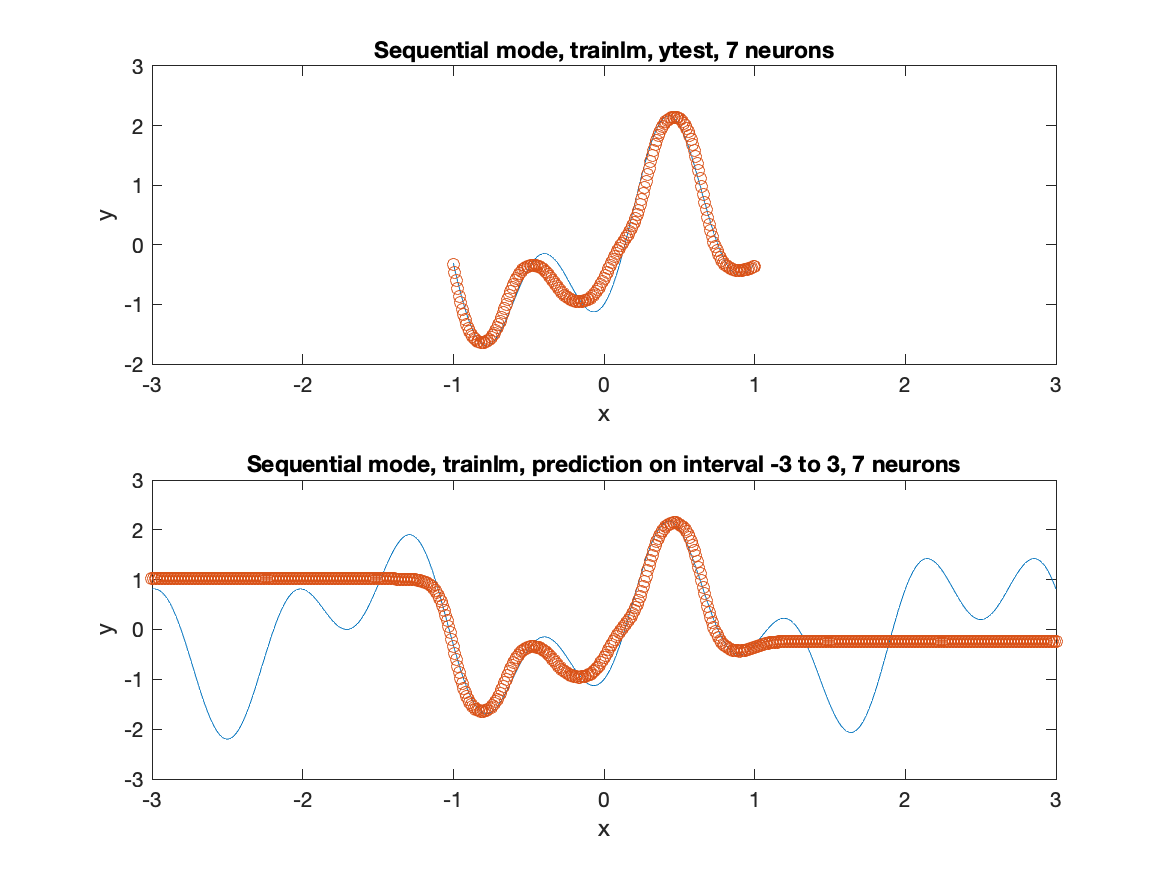 Sequential mode, trainlm, ytest, 7 neurons
3
2
1
0
-1
-2
y
-3 -2 -1 0 1 2 3
x
Sequential mode, trainlm, prediction on interval -3 to 3, 7 neurons
3
2
1
0
-1
-2
-3
y
-3 -2 -1 0 1 2 3
x